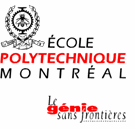 ÉCOLE
POLYTECHNIQUE
MONTRÉAL
Le
génie
sans frontières